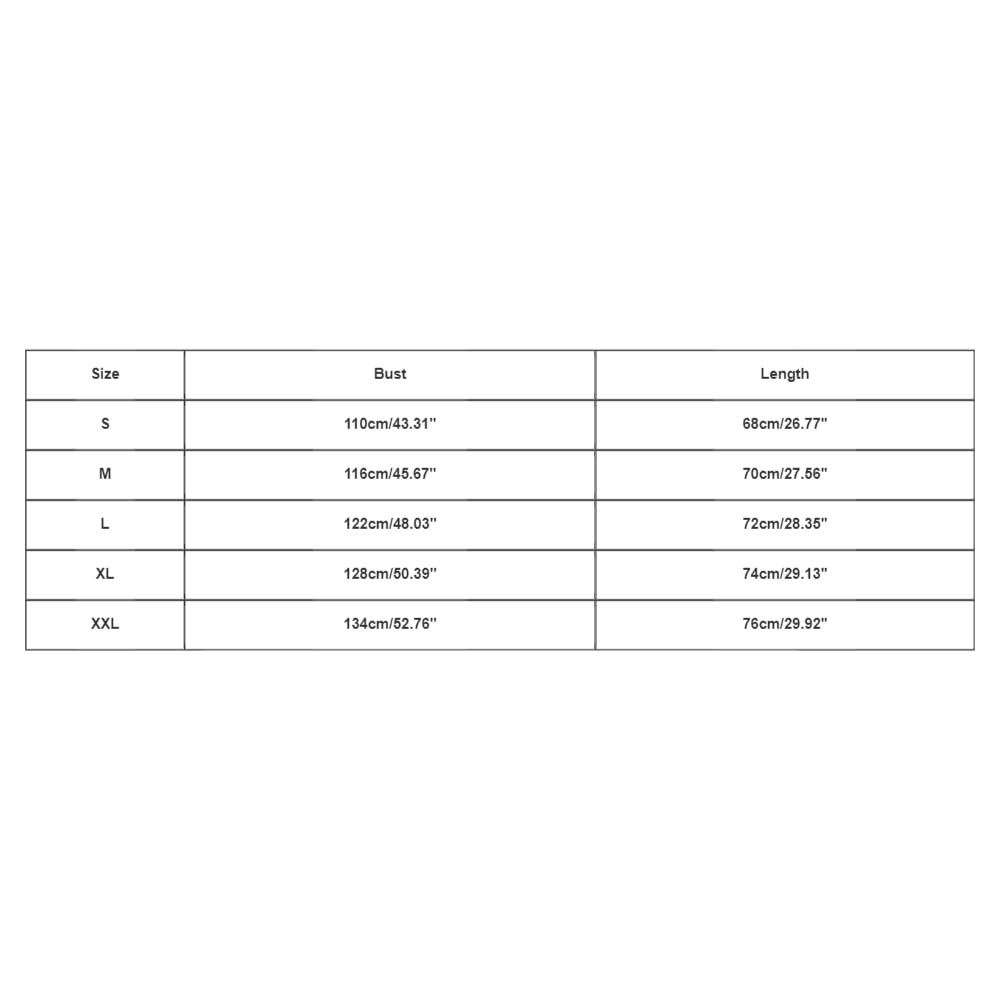 Size Bust Length
S 110cm/43.31" 68cm/26.77"
M 116cm/45.67" 70cm/27.56"
L 122cm/48.03" 72cm/28.35"
XL 128cm/50.39" 74cm/29.13"
XXL 134cm/52.76" 76cm/29.92"